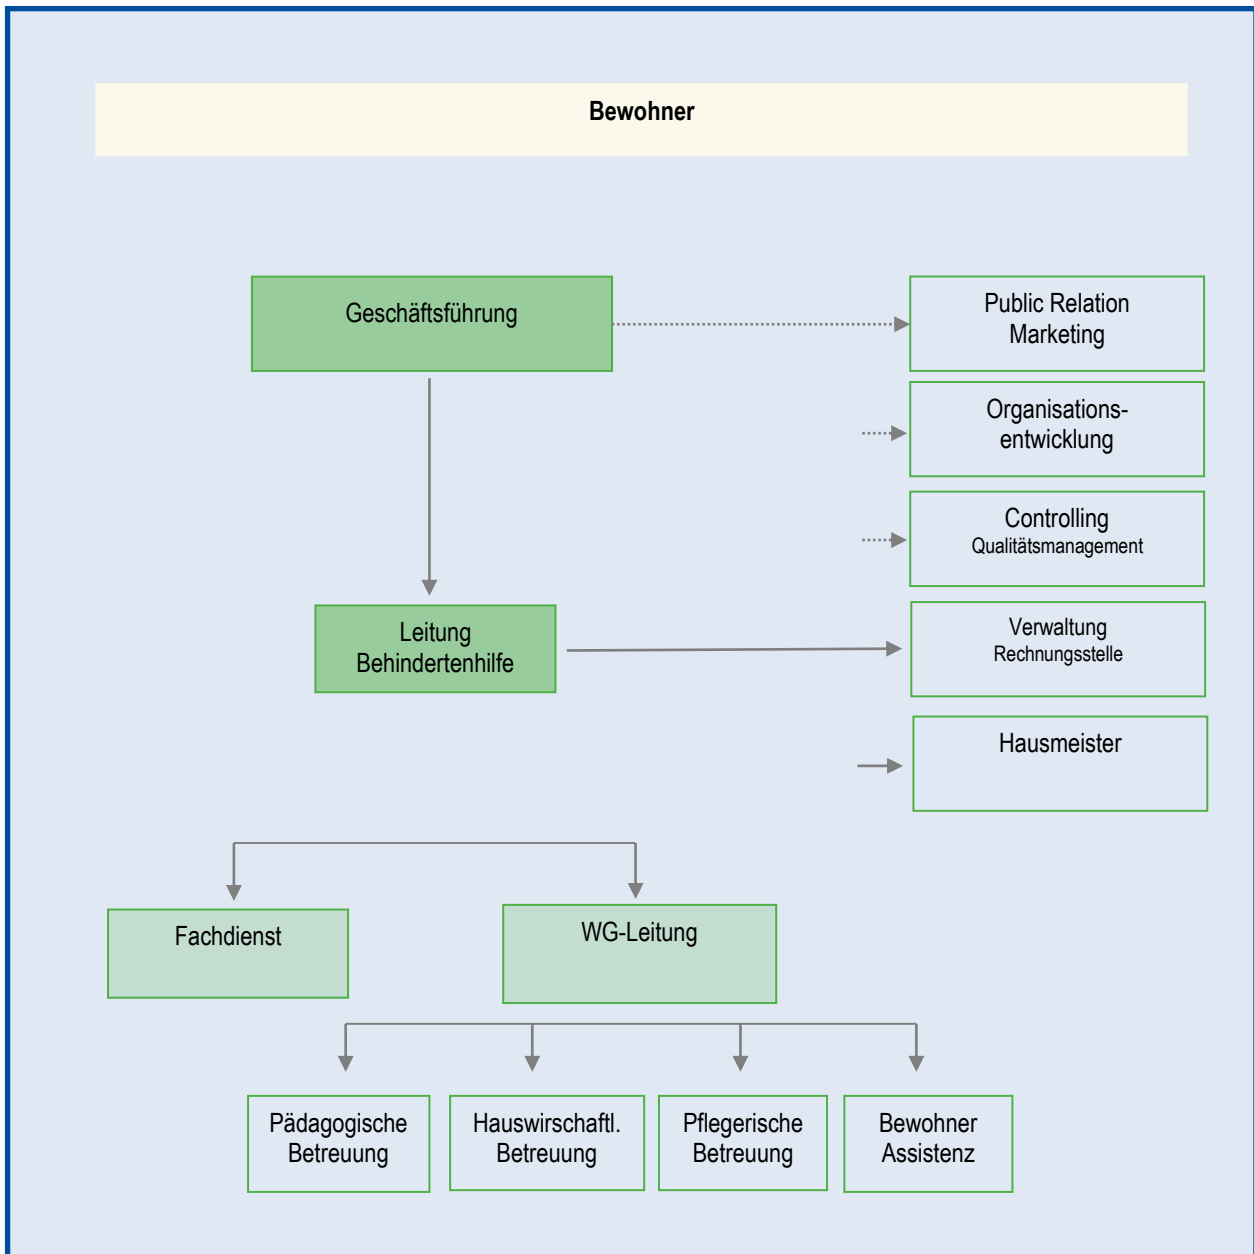 Bewohner
Geschäftsführung
Public Relation
Marketing
Organisations-
entwicklung
Controlling
Qualitätsmanagement
Leitung
Behindertenhilfe
Verwaltung
Rechnungsstelle
Hausmeister
Fachdienst
WG-Leitung
Pädagogische
Betreuung
Hauswirtschaftl.
Betreuung
Pflegerische
Betreuung
Bewohner
Assistenz